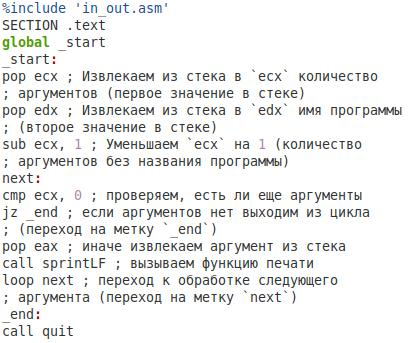 %include 'in_out.asm'
SECTION .text
global _start
_start:
pop ecx ; Извлекаем из стека в `ecx` количество
; аргументов (первое значение в стеке)
pop edx ; Извлекаем из стека в `edx` имя программы
; (второе значение в стеке)
sub ecx, 1 ; Уменьшаем `ecx` на 1 (количество
; аргументов без названия программы)
next:
cmp ecx, 0 ; проверяем, есть ли еще аргументы
jz _end ; если аргументов нет выходим из цикла
; (переход на метку `_end`)
pop eax ; иначе извлекаем аргумент из стека
call sprintLF ; вызываем функцию печати
loop next ; переход к обработке следующего
; аргумента (переход на метку `next`)
_end:
call quit